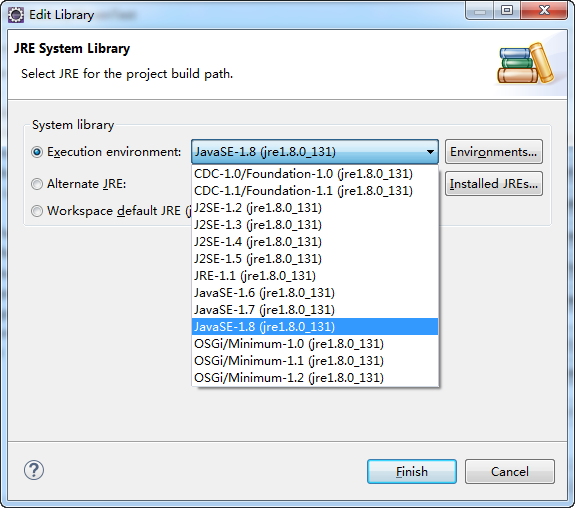 Edit Library
JRE System Library
Select JRE for the project build path.
System library
Execution environment: JavaSE-1.8 (jre1.8.0_131) Environments...
Alternate JRE: Installed JREs...
Workspace default JRE (j
CDC-1.0/Foundation-1.0 (jre1.8.0_131)
CDC-1.1/Foundation-1.1 (jre1.8.0_131)
J2SE-1.2 (jre1.8.0_131)
J2SE-1.3 (jre1.8.0_131)
J2SE-1.4 (jre1.8.0_131)
J2SE-1.5 (jre1.8.0_131)
JRE-1.1 (jre1.8.0_131)
JavaSE-1.6 (jre1.8.0_131)
JavaSE-1.7 (jre1.8.0_131)
JavaSE-1.8 (jre1.8.0_131)
OSGi/Minimum-1.0 (jre1.8.0_131)
OSGi/Minimum-1.1 (jre1.8.0_131)
OSGi/Minimum-1.2 (jre1.8.0_131)
? Finish Cancel